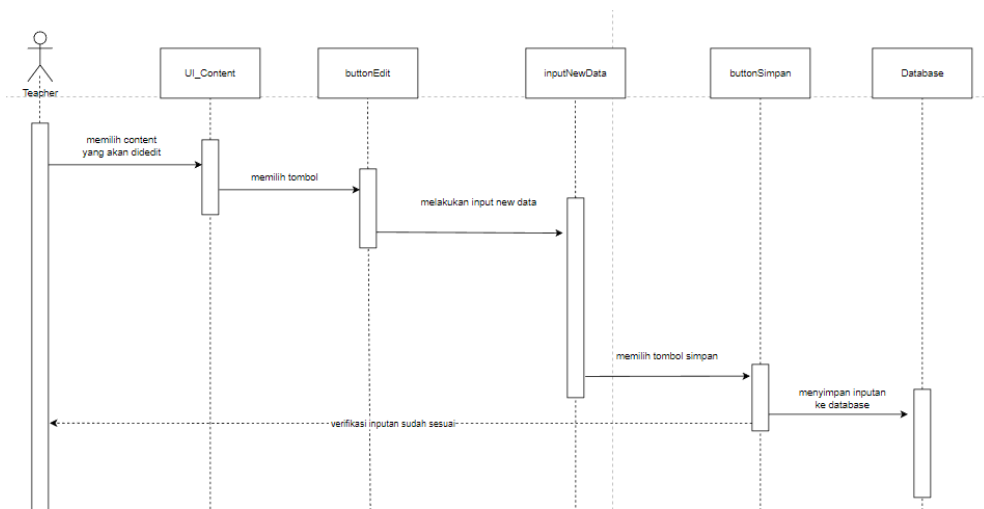 UI_Content
buttonEdit
inputNewData
buttonSimpan
Database
Teacher
memilih content
yang akan didedit
memilih tombol
melakukan input new data
memilih tombol simpan
menyimpan inputan
ke database
verifikasi inputan sudah sesuai